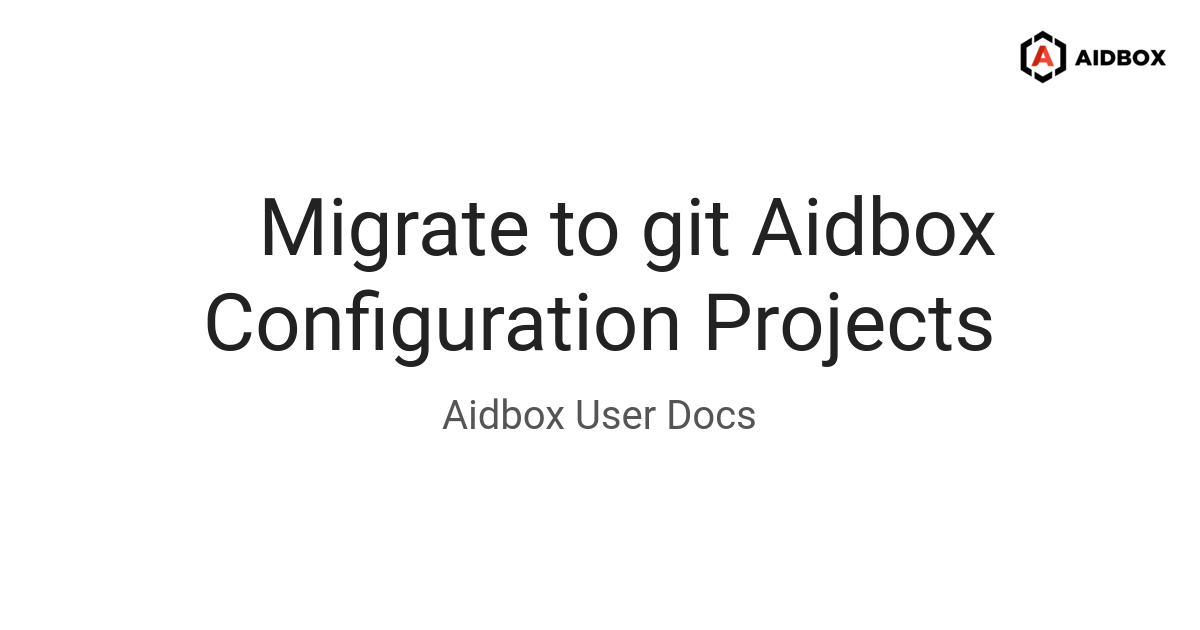 AIDBOX
Migrate to git Aidbox
Configuration Projects
Aidbox User Docs